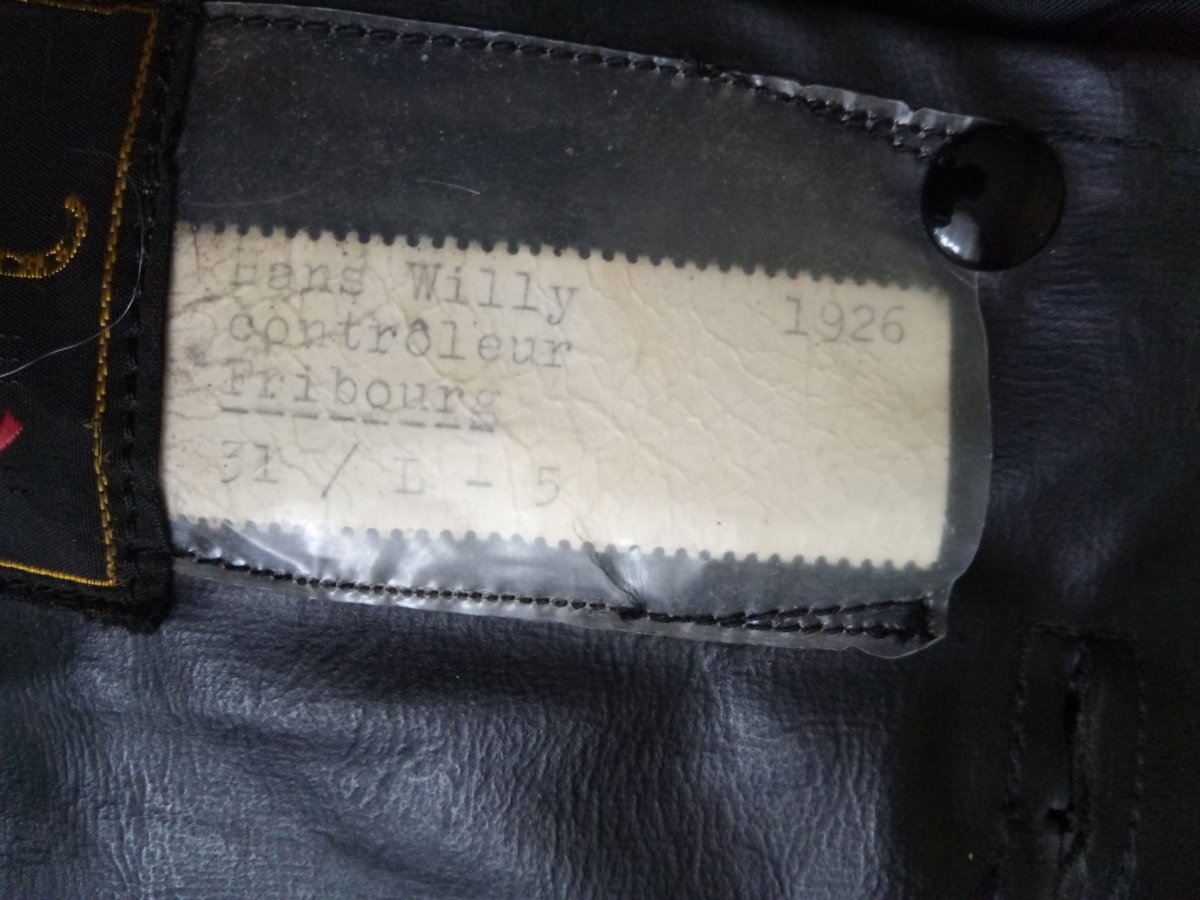 Hans Willy 1926
contrôleur
Fribourg
31 / L - 5